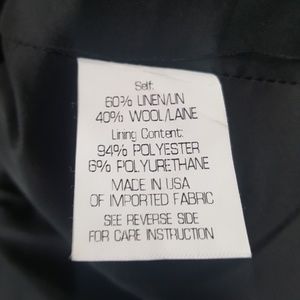 Self:
60% LINEN/LIN
40% WOOL/LAINE
Lining Content:
94% POLYESTER
6% POLYURETHANE
MADE IN USA
OF IMPORTED FABRIC
SEE REVERSE SIDE
FOR CARE INSTRUCTION